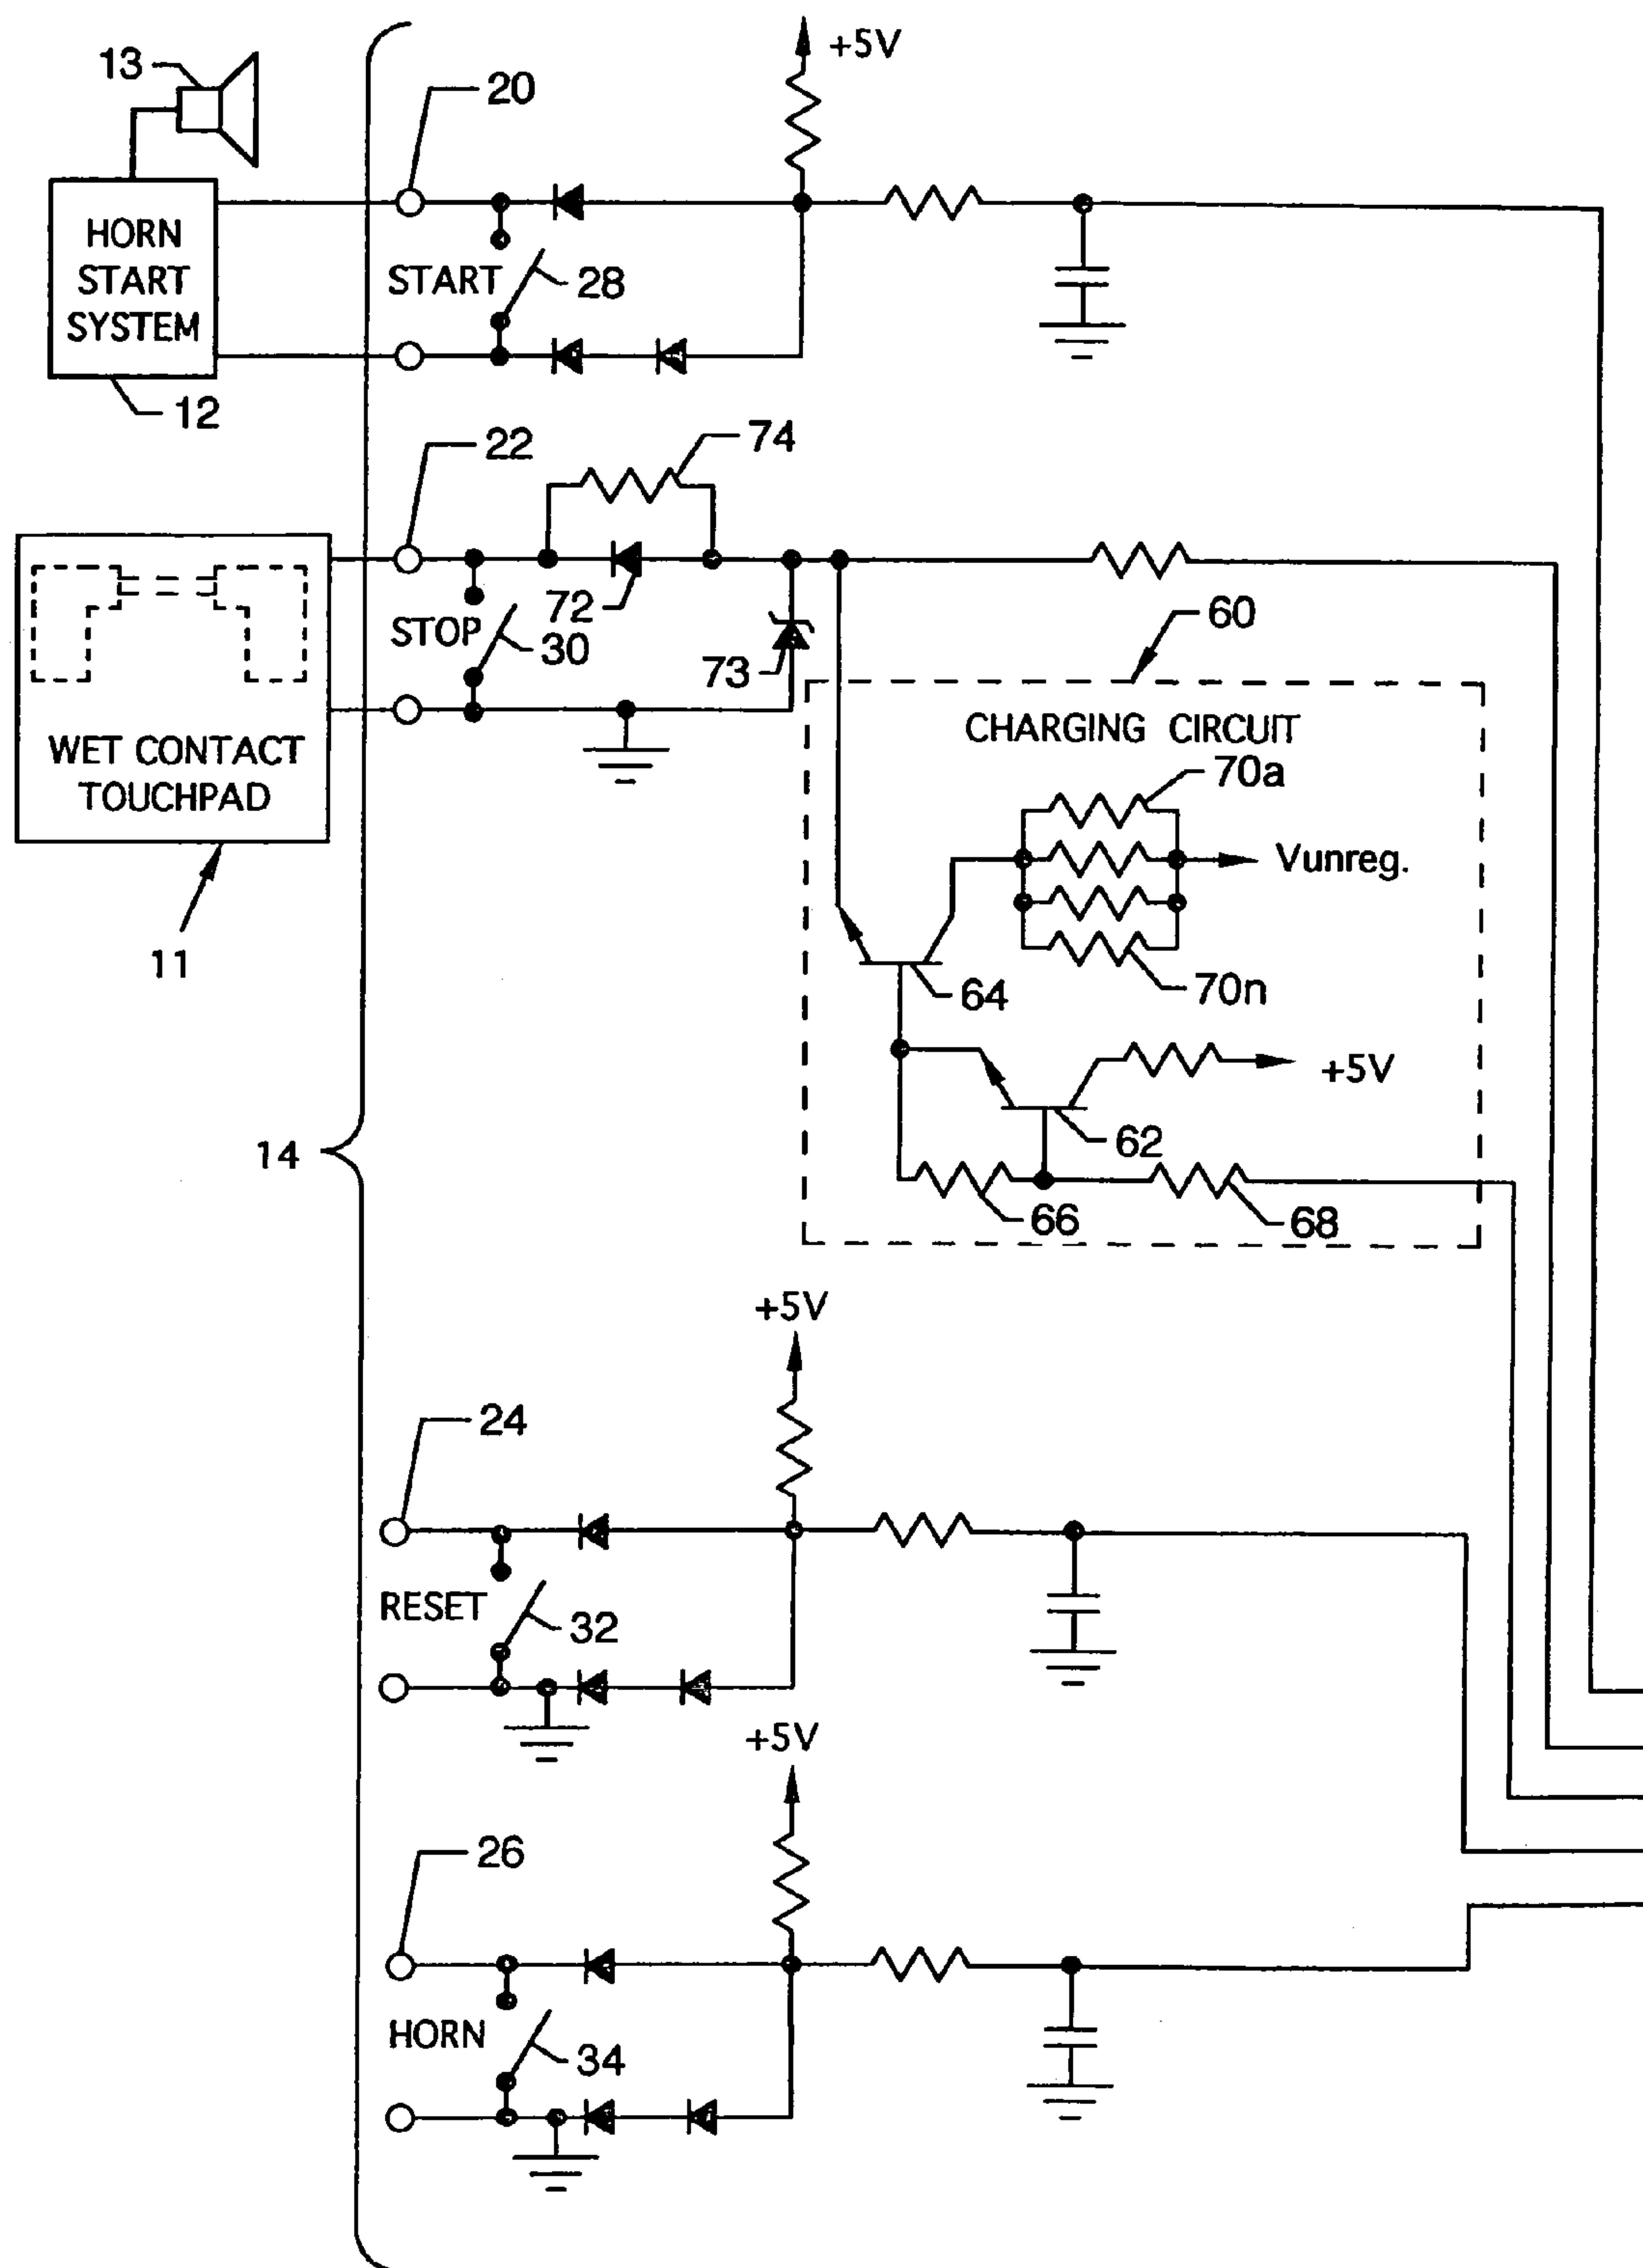 13
+5V
20
HORN
START
SYSTEM
START
28
12
22
74
72
STOP
30
73
60
WET CONTACT
TOUCHPAD
11
CHARGING CIRCUIT
70a
Vunreg.
70n
64
+5V
62
66
68
14
+5V
24
RESET
32
+5V
26
HORN
34